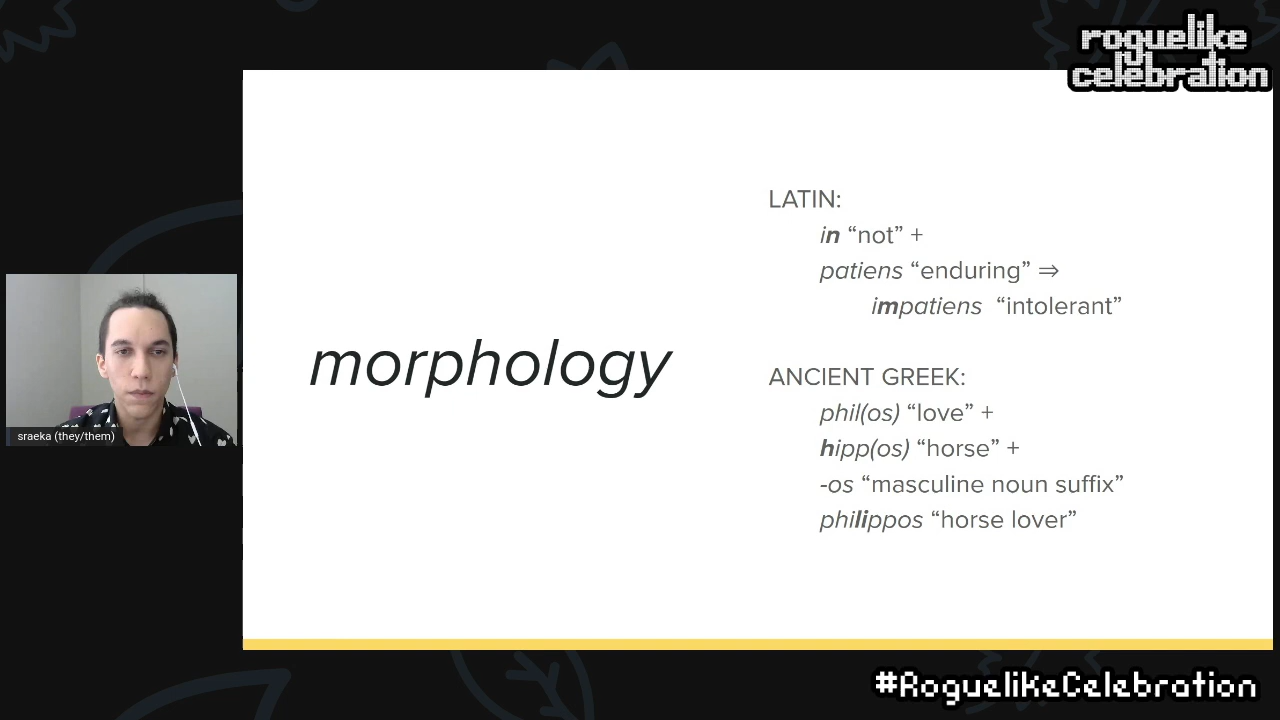 roguelike
celebration
LATIN:
in “not” +
patiens “enduring” ⇒
impatiens “intolerant”
morphology
ANCIENT GREEK:
phil(os) “love” +
hipp(os) “horse” +
-os “masculine noun suffix”
philippos “horse lover”
sraeka (they/them)
#RoguelikeCelebration